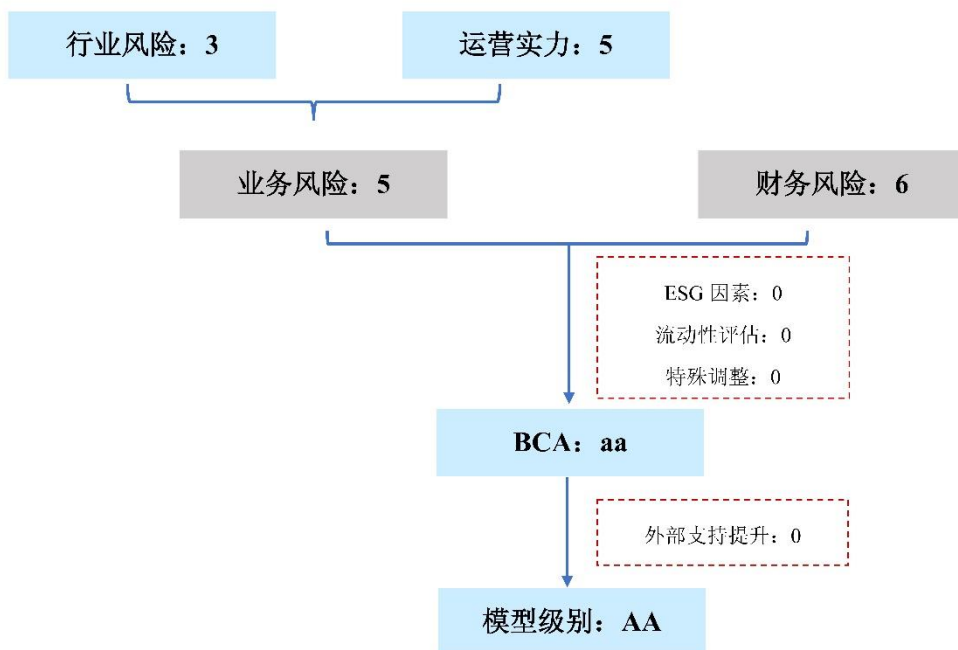 行业风险：3
运营实力：5
业务风险：5
财务风险：6
ESG 因素：0
流动性评估：0
特殊调整：0
BCA：aa
外部支持提升：0
模型级别：AA